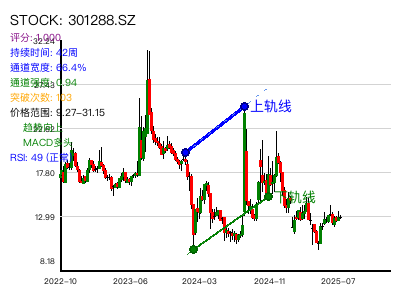 STOCK: 301288.SZ
评分: 1.000
持续时间: 42周
通道宽度: 66.4%
通道强度: 0.94
突破次数: 103
价格范围: 9.27-31.15
MACD多头
RSI: 49 (正常
上轨线
下轨线
17.80
12.99
8.18
2022-10
2023-06
2024-03
2024-11
2025-07